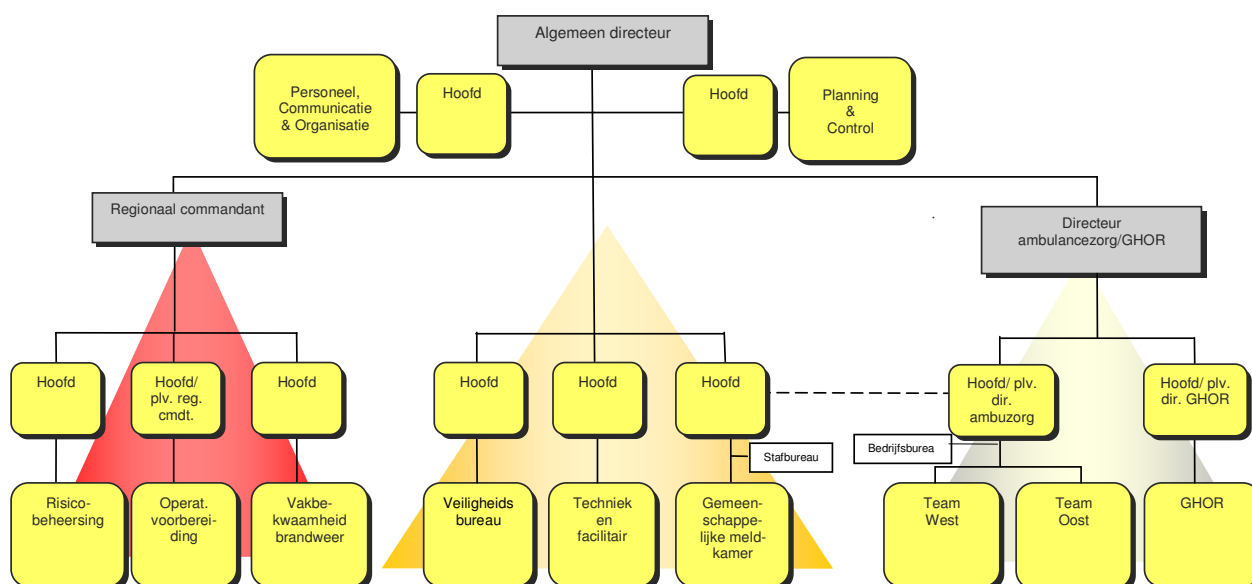 Algemeen directeur
Personeel,
Communicatie
& Organisatie
Hoofd
Hoofd
Planning
&
Control
Regionaal commandant
Directeur
ambulancezorg/GHOR
Hoofd
Hoofd/
plv. reg.
cmdt.
Hoofd
Hoofd
Hoofd
Hoofd
Hoofd/ plv.
dir.
ambuzorg
Hoofd/ plv.
dir. GHOR
Stafbureau
Bedrijfsburea
Risico-
beheersing
Operat.
voorberei-
ding
Vakbe-
kwaamheid
brandweer
Veiligheids
bureau
Techniek
en
facilitair
Gemeen-
schappe-
lijke meld-
kamer
Team
West
Team
Oost
GHOR